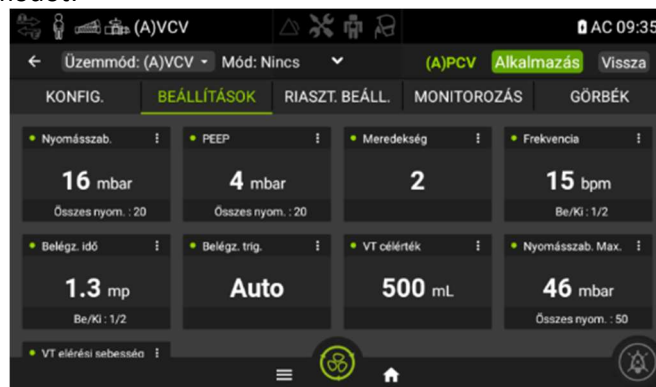 (A)VCV AC 09:35
Üzemmód: (A)VCV Mód: Nincs (A)PCV Alkalmazás Vissza
KONFIG. BEÁLLÍTÁSOK RIASZT. BEÁLL. MONITOROZÁS GÖRBÉK
Nyomásszab. PEEP Meredekség Frekvencia
16 mbar 4 mbar 2 15 bpm
Összes nyom. : 20 Összes nyom. : 20 Be/Ki : 1/2
Belégz. idő Belégz. trig. VT célérték Nyomásszab. Max.
1.3 mp Auto 500 mL 46 mbar
Be/Ki : 1/2 Összes nyom. : 50
VT elérési sebesség